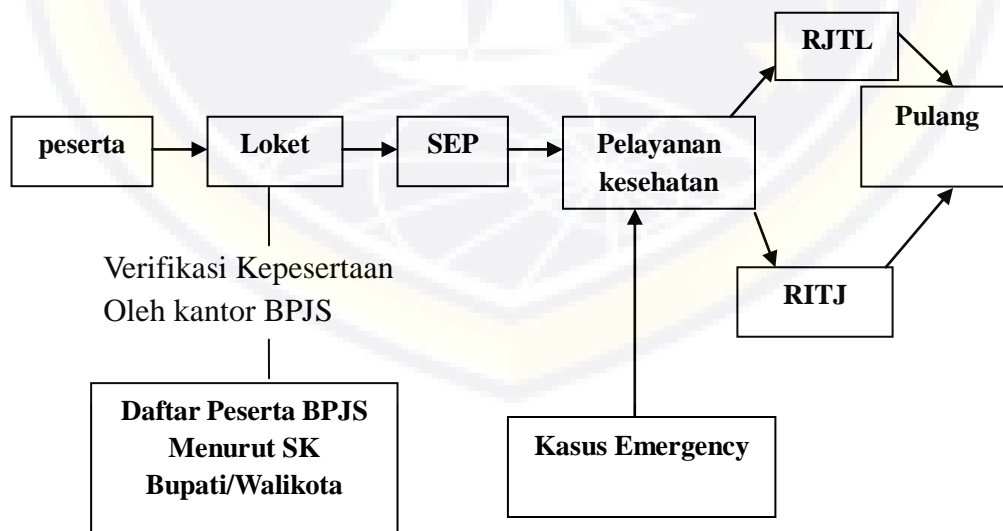 RJTL
peserta
Loket
SEP
Pelayanan
kesehatan
Pulang
Verifikasi Kepesertaan
Oleh kantor BPJS
RITJ
Daftar Peserta BPJS
Menurut SK
Bupati/Walikota
Kasus Emergency